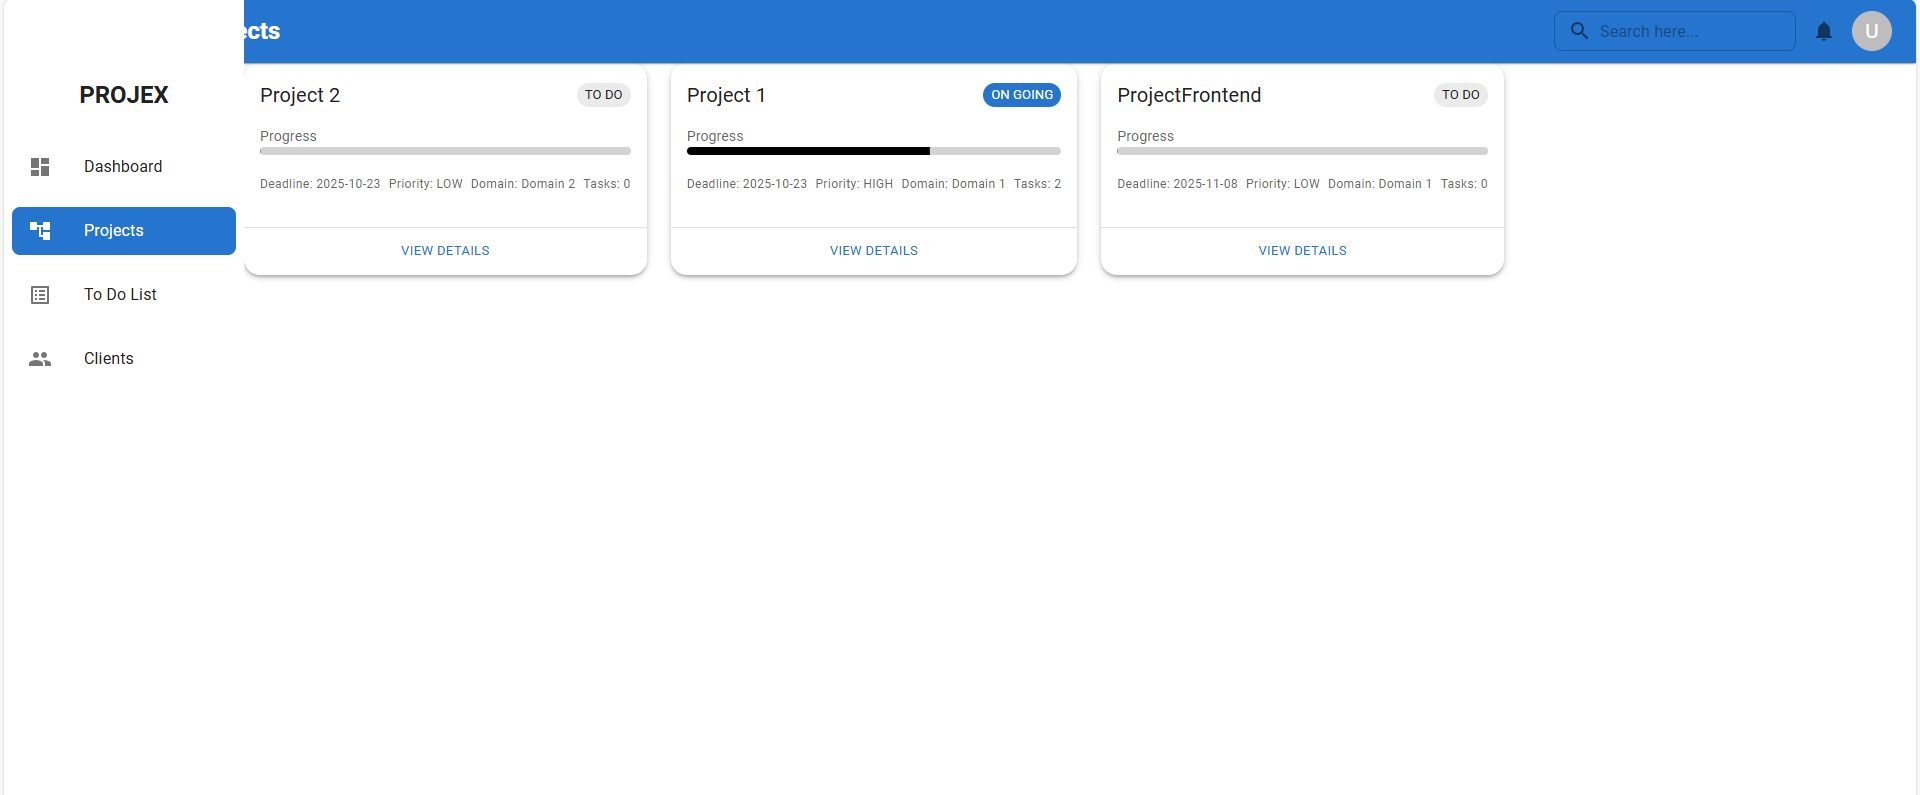 ects
Search here...
U
PROJEX
Dashboard
Projects
To Do List
Clients
Project 2
TO DO
Progress
Deadline: 2025-10-23 Priority: LOW Domain: Domain 2 Tasks: 0
VIEW DETAILS
Project 1
ON GOING
Progress
Deadline: 2025-10-23 Priority: HIGH Domain: Domain 1 Tasks: 2
VIEW DETAILS
ProjectFrontend
TO DO
Progress
Deadline: 2025-11-08 Priority: LOW Domain: Domain 1 Tasks: 0
VIEW DETAILS